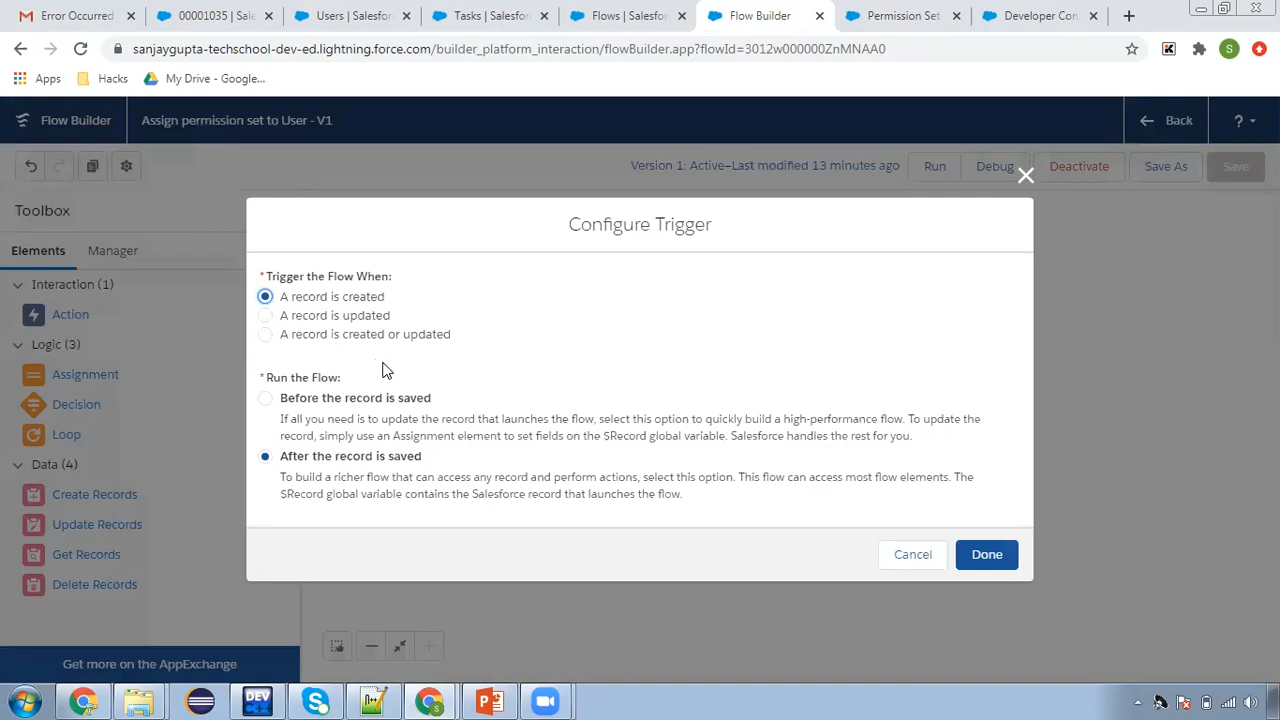 Error Occurred
00001035 | Sales
Users | Salesfor
Tasks | Salesfor
Flows | Salesforc
Flow Builder
Permission Set
Developer Con
sanjaygupta-techschool-dev-ed.lightning.force.com/builder_platform_interaction/flowBuilder.app?flowId=3012w000000ZnMNAA0
K
S
Apps
Hacks
My Drive - Google...
Flow Builder
Assign permission set to User - V1
Back
?
Version 1: Active—Last modified 13 minutes ago
Run
Debug
Deactivate
Save As
Save
Toolbox
Elements
Manager
Interaction (1)
Action
Logic (3)
Assignment
Decision
Loop
Data (4)
Create Records
Update Records
Get Records
Delete Records
Get more on the AppExchange
Configure Trigger
*Trigger the Flow When:
A record is created
A record is updated
A record is created or updated
*Run the Flow:
Before the record is saved
If all you need is to update the record that launches the flow, select this option to quickly build a high-performance flow. To update the
record, simply use an Assignment element to set fields on the $Record global variable. Salesforce handles the rest for you.
After the record is saved
To build a richer flow that can access any record and perform actions, select this option. This flow can access most flow elements. The
$Record global variable contains the Salesforce record that launches the flow.
Cancel
Done
DEV